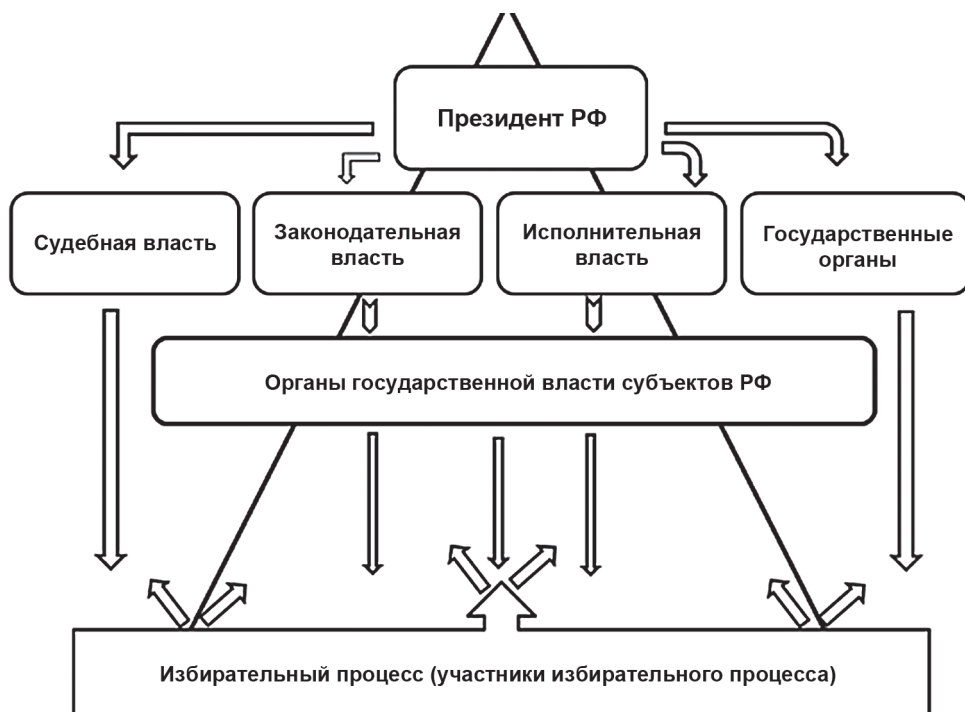 Президент РФ
Судебная власть
Законодательная
власть
Исполнительная
власть
Государственные
органы
Органы государственной власти субъектов РФ
Избирательный процесс (участники избирательного процесса)